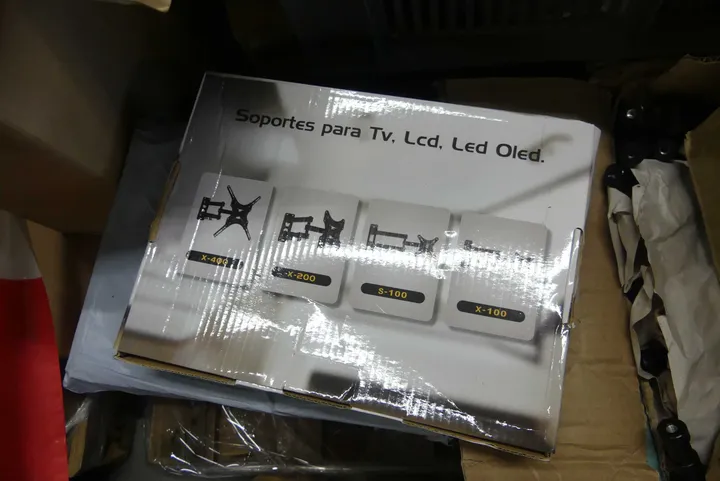 Soportes para Tv, Lcd, Led Oled.
X-400
X-200
S-100
X-100